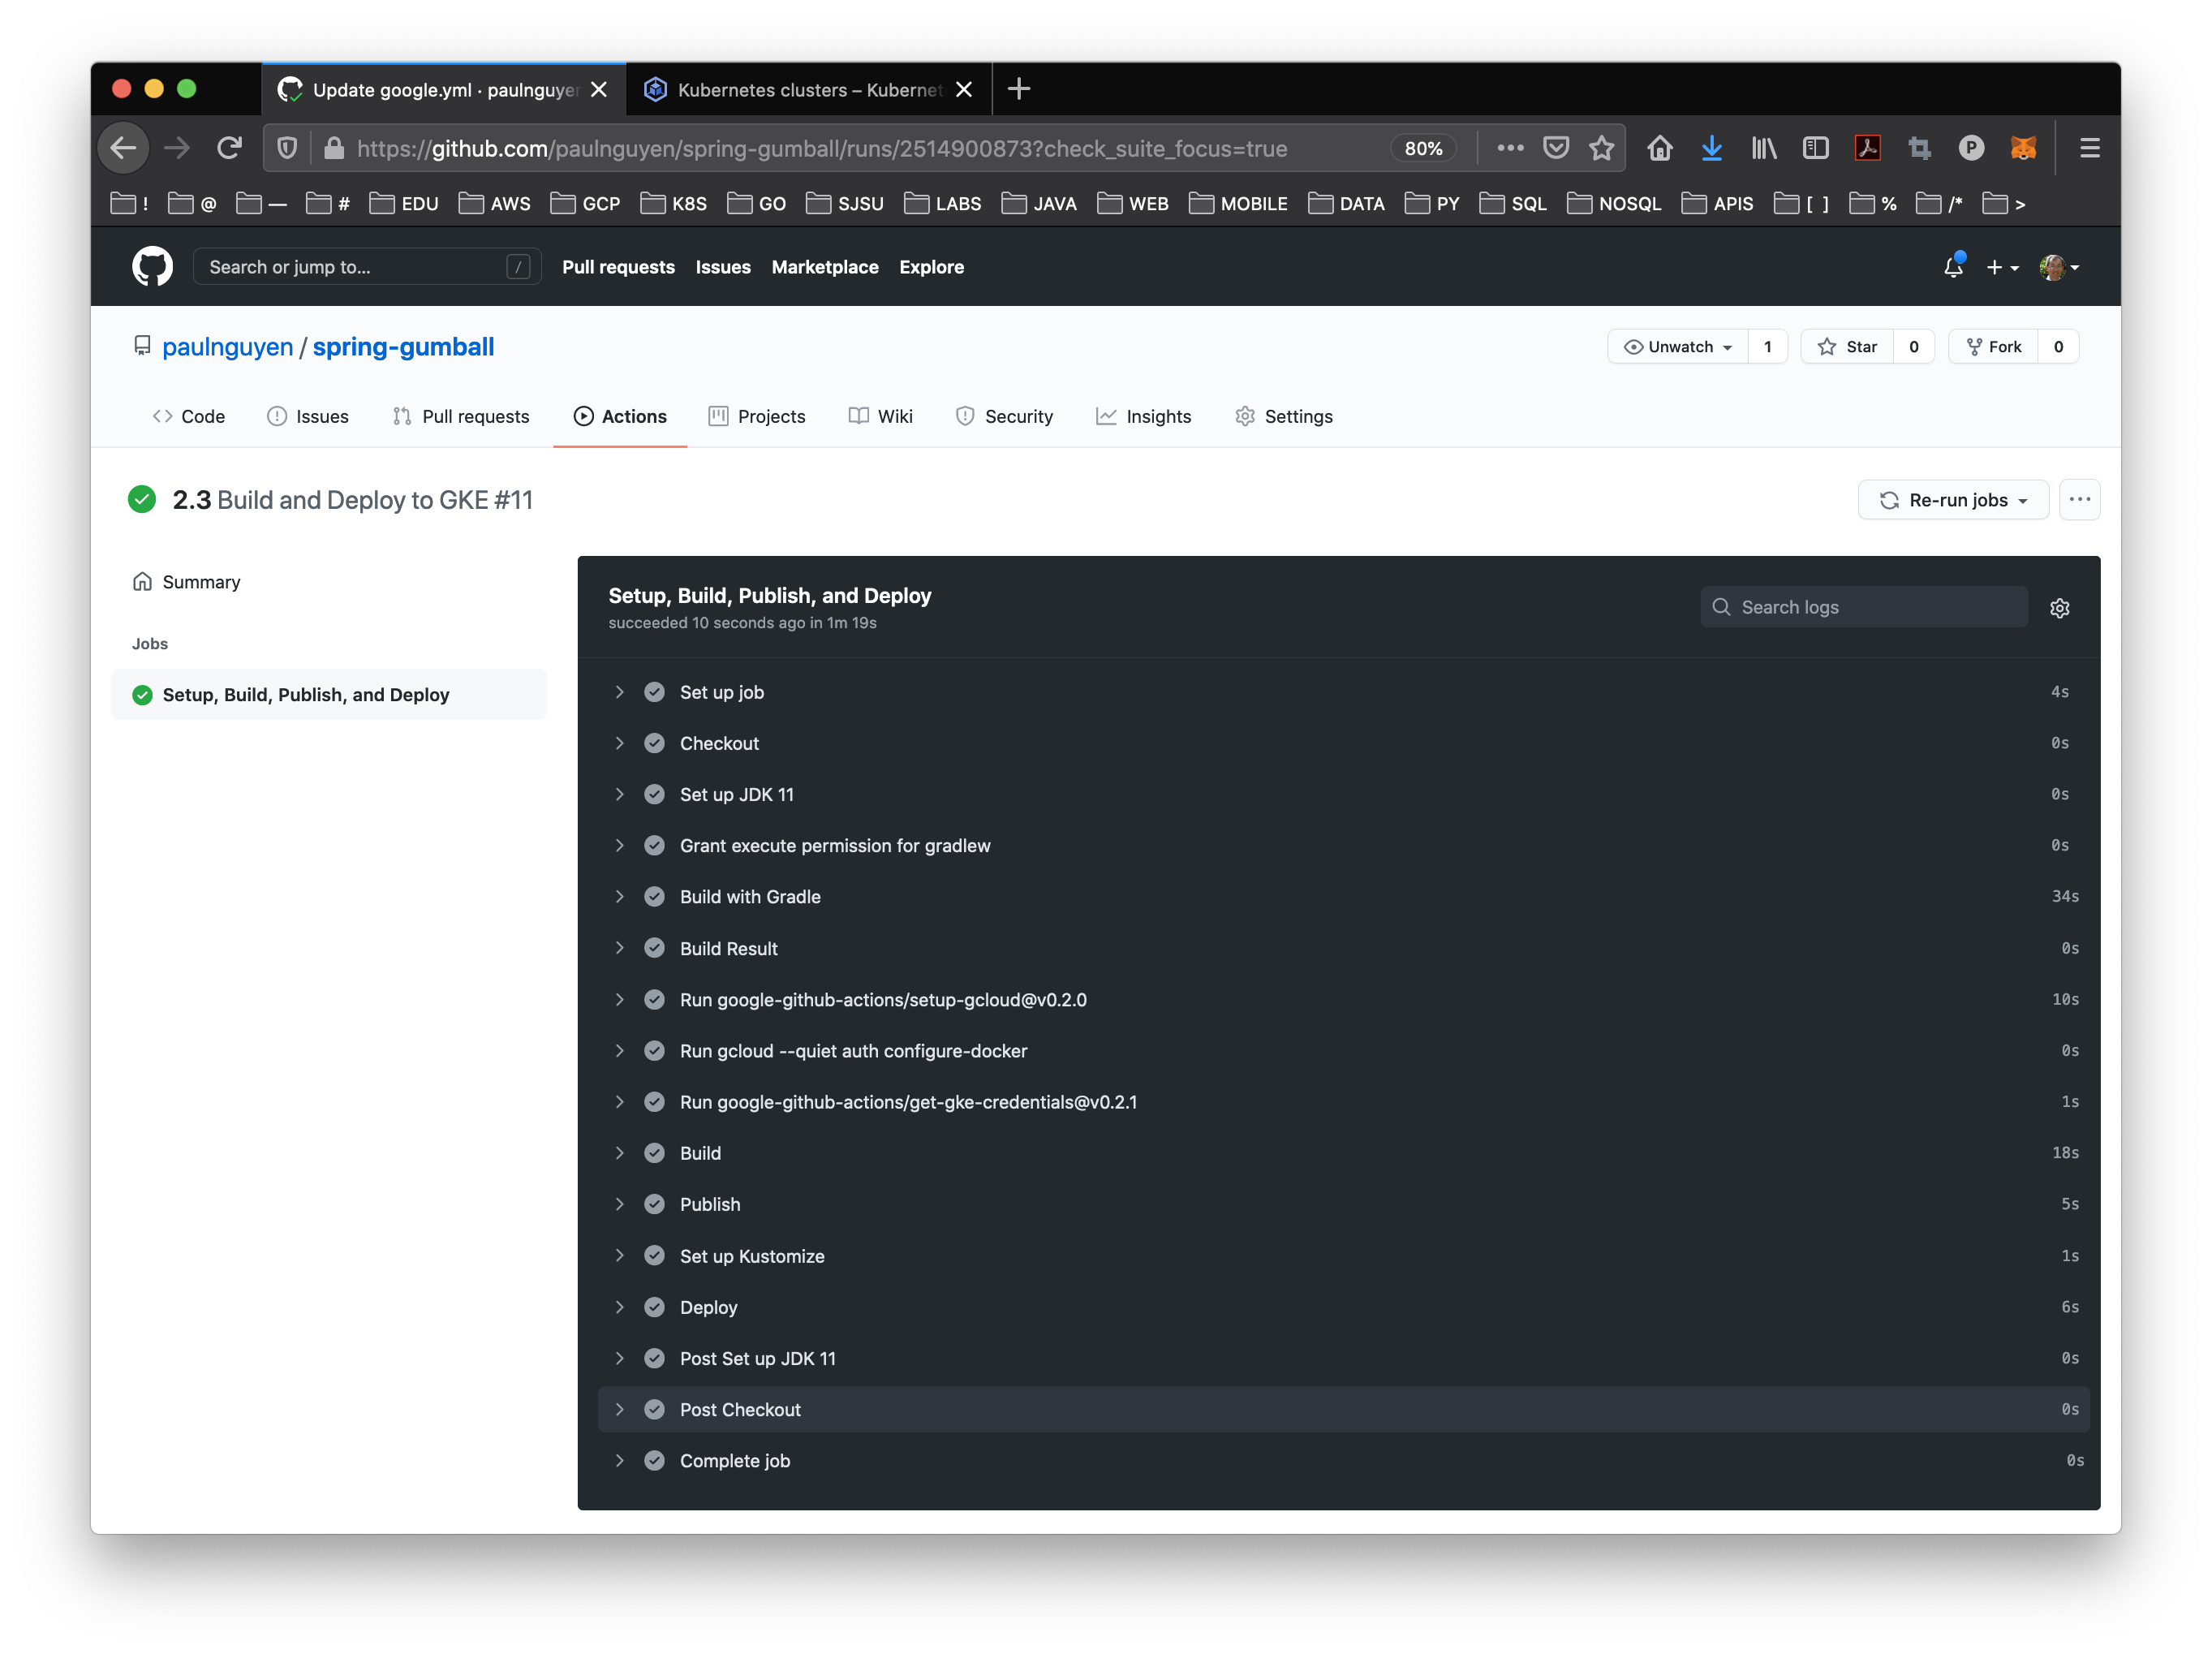 Update google.yml · paulnguyen
Kubernetes clusters – Kubernet
https://github.com/paulnguyen/spring-gumball/runs/2514900873?check_suite_focus=true
80%
! @ — # EDU AWS GCP K8S GO SJSU LABS JAVA WEB MOBILE DATA PY SQL NOSQL APIS [ ] % /* >
Search or jump to... / Pull requests Issues Marketplace Explore
paulnguyen / spring-gumball
Unwatch 1 Star 0 Fork 0
Code Issues Pull requests Actions Projects Wiki Security Insights Settings
2.3 Build and Deploy to GKE #11
Re-run jobs
Summary
Jobs
Setup, Build, Publish, and Deploy
Setup, Build, Publish, and Deploy
succeeded 10 seconds ago in 1m 19s
Search logs
Set up job 4s
Checkout 0s
Set up JDK 11 0s
Grant execute permission for gradlew 0s
Build with Gradle 34s
Build Result 0s
Run google-github-actions/setup-gcloud@v0.2.0 10s
Run gcloud --quiet auth configure-docker 0s
Run google-github-actions/get-gke-credentials@v0.2.1 1s
Build 18s
Publish 5s
Set up Kustomize 1s
Deploy 6s
Post Set up JDK 11 0s
Post Checkout 0s
Complete job 0s